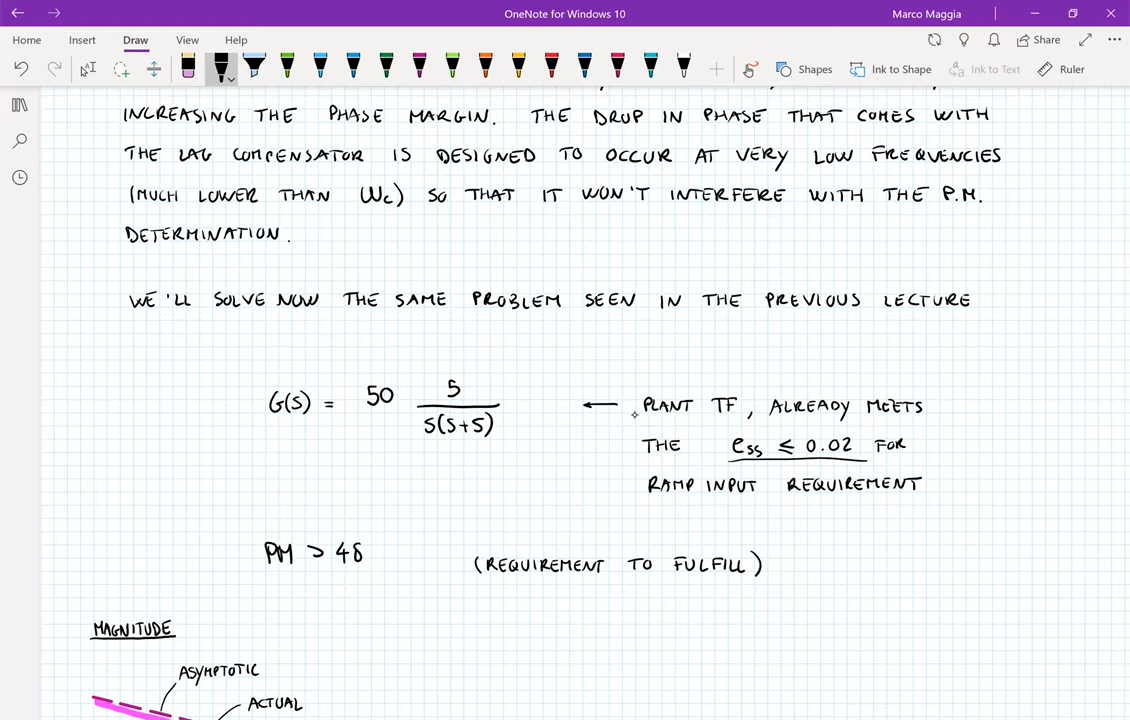 OneNote for Windows 10
Marco Maggia
Home Insert Draw View Help
Share
Shapes Ink to Shape Ink to Text Ruler
INCREASING THE PHASE MARGIN. THE DROP IN PHASE THAT COMES WITH
THE LAG COMPENSATOR IS DESIGNED TO OCCUR AT VERY LOW FREQUENCIES
(MUCH LOWER THAN ωc) SO THAT IT WON'T INTERFERE WITH THE P.M.
DETERMINATION.
WE'LL SOLVE NOW THE SAME PROBLEM SEEN IN THE PREVIOUS LECTURE
G(S) = 50 5 / S(S+5)
← PLANT TF, ALREADY MEETS
THE ess ≤ 0.02 FOR
RAMP INPUT REQUIREMENT
PM > 48
(REQUIREMENT TO FULFILL)
MAGNITUDE
ASYMPTOTIC
ACTUAL